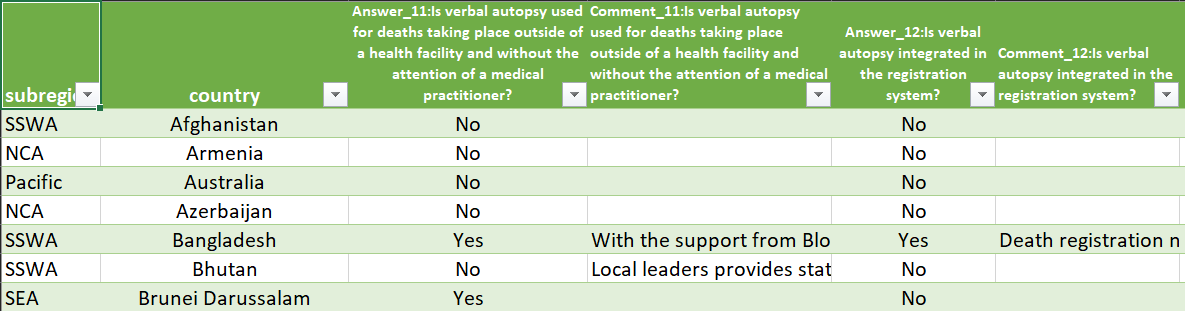 subregi country Answer_11:Is verbal autopsy used for deaths taking place outside of a health facility and without the attention of a medical practitioner? Comment_11:Is verbal autopsy used for deaths taking place outside of a health facility and without the attention of a medical practitioner? Answer_12:Is verbal autopsy integrated in the registration system? Comment_12:Is verbal autopsy integrated in the registration system?
SSWA Afghanistan No No
NCA Armenia No No
Pacific Australia No No
NCA Azerbaijan No No
SSWA Bangladesh Yes With the support from Blo Yes Death registration n
SSWA Bhutan No Local leaders provides stat No
SEA Brunei Darussalam Yes No